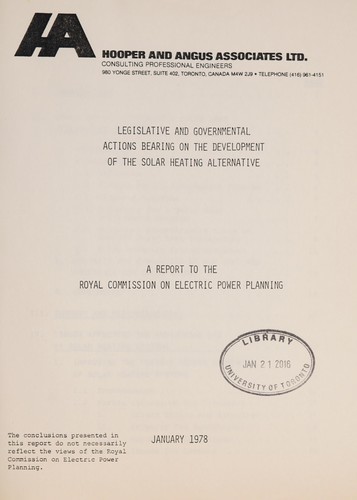 HA
HOOPER AND ANGUS ASSOCIATES LTD.
CONSULTING PROFESSIONAL ENGINEERS
980 YONGE STREET, SUITE 402, TORONTO, CANADA M4W 2J9 • TELEPHONE (416) 961-4151
LEGISLATIVE AND GOVERNMENTAL
ACTIONS BEARING ON THE DEVELOPMENT
OF THE SOLAR HEATING ALTERNATIVE
A REPORT TO THE
ROYAL COMMISSION ON ELECTRIC POWER PLANNING
LIBRARY
JAN 21 2016
UNIVERSITY OF TORONTO
The conclusions presented in
this report do not necessarily
reflect the views of the Royal
Commission on Electric Power
Planning.
JANUARY 1978